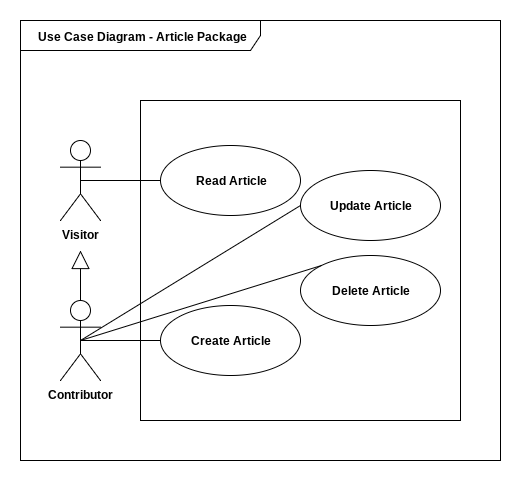 Use Case Diagram - Article Package
Read Article
Update Article
Visitor
Delete Article
Create Article
Contributor